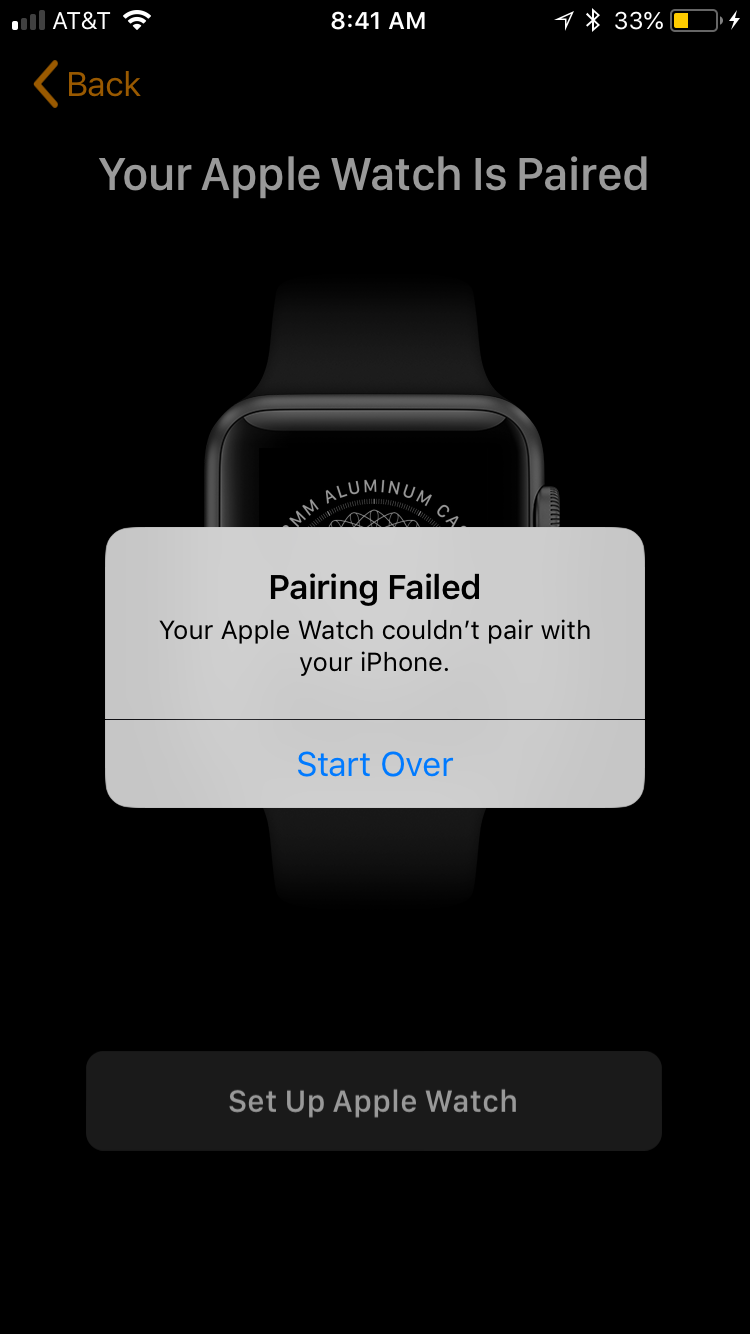 AT&T 8:41 AM 33%
Back
Your Apple Watch Is Paired
MM ALUMINUM CA
Pairing Failed
Your Apple Watch couldn't pair with
your iPhone.
Start Over
Set Up Apple Watch